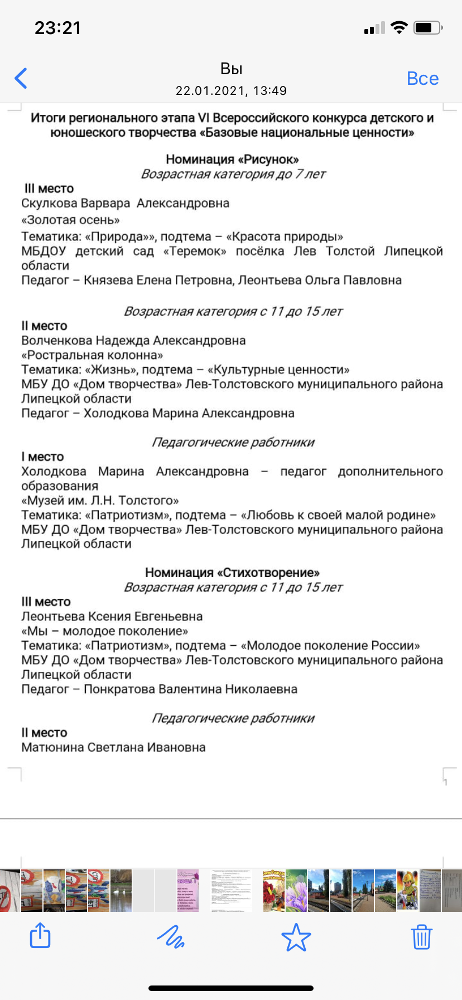 23:21
Вы
22.01.2021, 13:49
Все
Итоги регионального этапа VI Всероссийского конкурса детского и
юношеского творчества «Базовые национальные ценности»
Номинация «Рисунок»
Возрастная категория до 7 лет
III место
Скулкова Варвара Александровна
«Золотая осень»
Тематика: «Природа»», подтема – «Красота природы»
МБДОУ детский сад «Теремок» посёлка Лев Толстой Липецкой
области
Педагог – Князева Елена Петровна, Леонтьева Ольга Павловна
Возрастная категория с 11 до 15 лет
II место
Волченкова Надежда Александровна
«Ростральная колонна»
Тематика: «Жизнь», подтема – «Культурные ценности»
МБУ ДО «Дом творчества» Лев-Толстовского муниципального района
Липецкой области
Педагог – Холодкова Марина Александровна
Педагогические работники
I место
Холодкова Марина Александровна – педагог дополнительного
образования
«Музей им. Л.Н. Толстого»
Тематика: «Патриотизм», подтема – «Любовь к своей малой родине»
МБУ ДО «Дом творчества» Лев-Толстовского муниципального района
Липецкой области
Номинация «Стихотворение»
Возрастная категория с 11 до 15 лет
III место
Леонтьева Ксения Евгеньевна
«Мы – молодое поколение»
Тематика: «Патриотизм», подтема – «Молодое поколение России»
МБУ ДО «Дом творчества» Лев-Толстовского муниципального района
Липецкой области
Педагог – Понкратова Валентина Николаевна
Педагогические работники
II место
Матюнина Светлана Ивановна
1